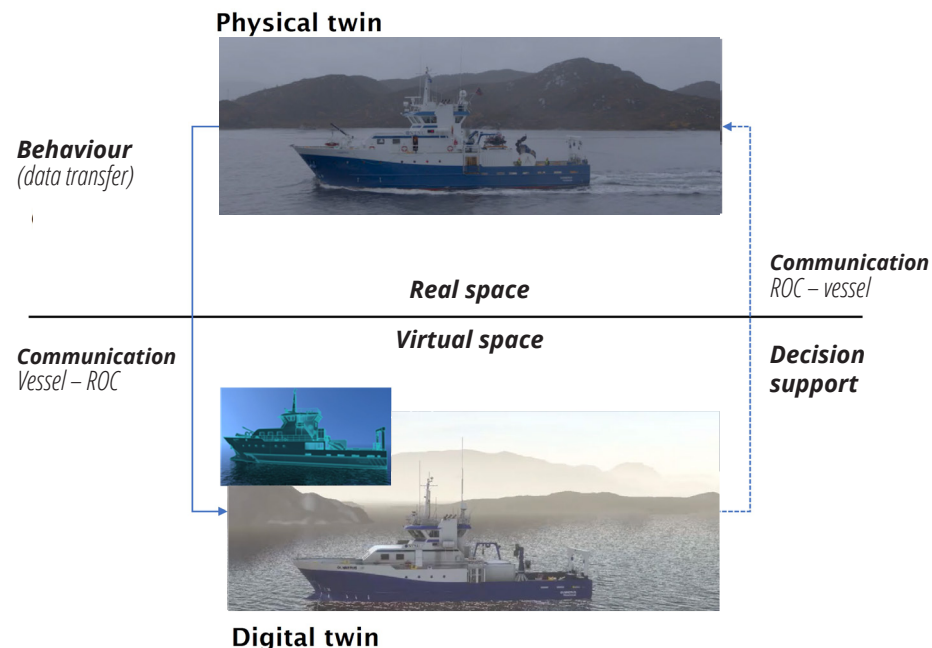 Physical twin
Behaviour
(data transfer)
Real space
Communication
ROC – vessel
Virtual space
Communication
Vessel – ROC
Decision
support
Digital twin